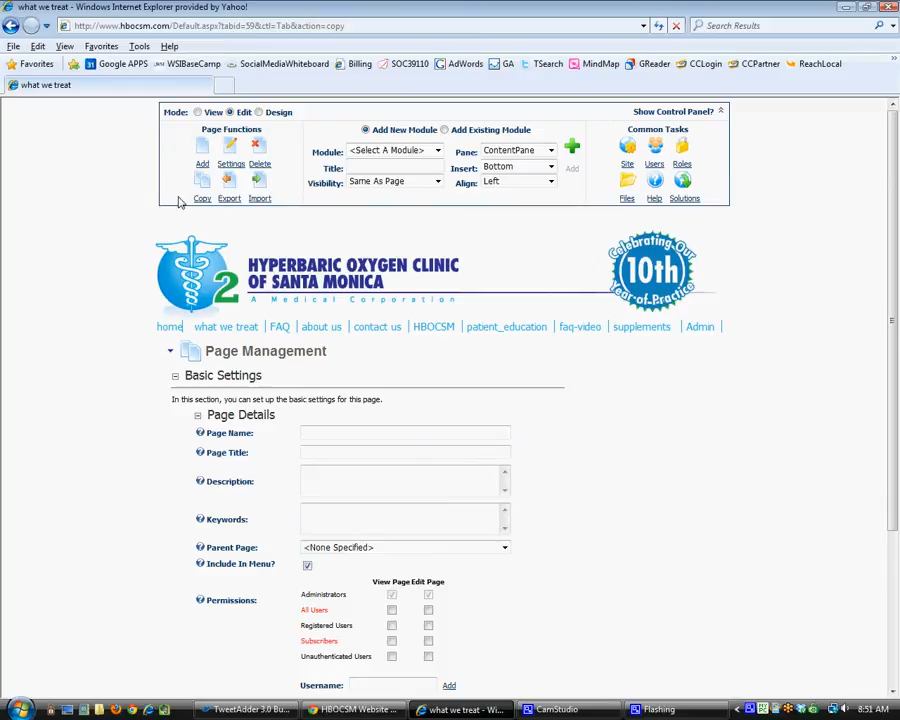 what we treat - Windows Internet Explorer provided by Yahoo!
http://www.hbocsm.com/Default.aspx?tabid=59&ctl=Tab&action=copy
Search Results
File Edit View Favorites Tools Help
Favorites Google APPS WSIBaseCamp SocialMediaWhiteboard Billing SOC39110 AdWords GA TSearch MindMap GReader CCLogin CCPartner ReachLocal
what we treat
Mode: View Edit Design Show Control Panel?
Page Functions Add New Module Add Existing Module Common Tasks
Module: <Select A Module> Pane: ContentPane
Add Settings Delete Title: Insert: Bottom Add Site Users Roles
Visibility: Same As Page Align: Left
Copy Export Import Files Help Solutions
2 HYPERBARIC OXYGEN CLINIC
OF SANTA MONICA
A Medical Corporation
Celebrating Our
10th
Year of Practice
home what we treat FAQ about us contact us HBOCSM patient_education faq-video supplements Admin
Page Management
Basic Settings
In this section, you can set up the basic settings for this page.
Page Details
Page Name:
Page Title:
Description:
Keywords:
Parent Page: <None Specified>
Include In Menu?
View Page Edit Page
Permissions:
Administrators
All Users
Registered Users
Subscribers
Unauthenticated Users
Username: Add
TweetAdder 3.0 Bu... HBOCSM Website ... what we treat - Wi... CamStudio Flashing 8:51 AM